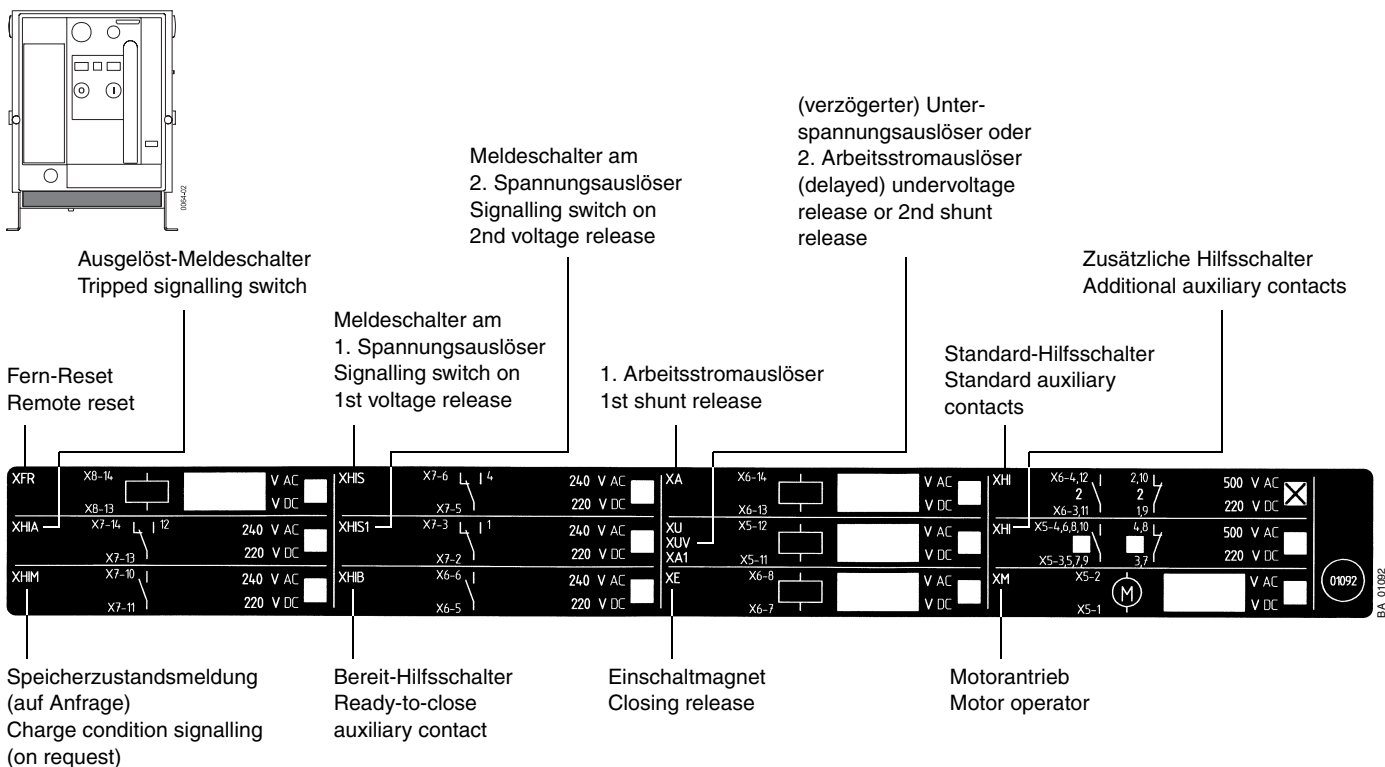 0064-02
(verzögerter) Unter-
spannungsauslöser oder
2. Arbeitsstromauslöser
(delayed) undervoltage
release or 2nd shunt
release
Meldeschalter am
2. Spannungsauslöser
Signalling switch on
2nd voltage release
Ausgelöst-Meldeschalter
Tripped signalling switch
Zusätzliche Hilfsschalter
Additional auxiliary contacts
Meldeschalter am
1. Spannungsauslöser
Signalling switch on
1st voltage release
Standard-Hilfsschalter
Standard auxiliary
contacts
Fern-Reset
Remote reset
1. Arbeitsstromauslöser
1st shunt release
XFR X8-14 V AC
X8-13 V DC
XHIA X7-14 12 240 V AC
X7-13 220 V DC
XHIM X7-10 240 V AC
X7-11 220 V DC
XHIS X7-6 4 240 V AC
X7-5 220 V DC
XHIS1 X7-3 1 240 V AC
X7-2 220 V DC
XHIB X6-6 240 V AC
X6-5 220 V DC
XA X6-14 V AC
X6-13 V DC
XU X5-12 V AC
XUV
XA1 X5-11 V DC
XE X6-8 V AC
X6-7 V DC
XHI X6-4,12 2,10 500 V AC
2 2
X6-3,11 1,9 220 V DC
XHI X5-4,6,8,10 4,8 500 V AC
X5-3,5,7,9 3,7 220 V DC
XM X5-2 V AC
M
X5-1 V DC
01092
BA 01092
Speicherzustandsmeldung
(auf Anfrage)
Charge condition signalling
(on request)
Bereit-Hilfsschalter
Ready-to-close
auxiliary contact
Einschaltmagnet
Closing release
Motorantrieb
Motor operator